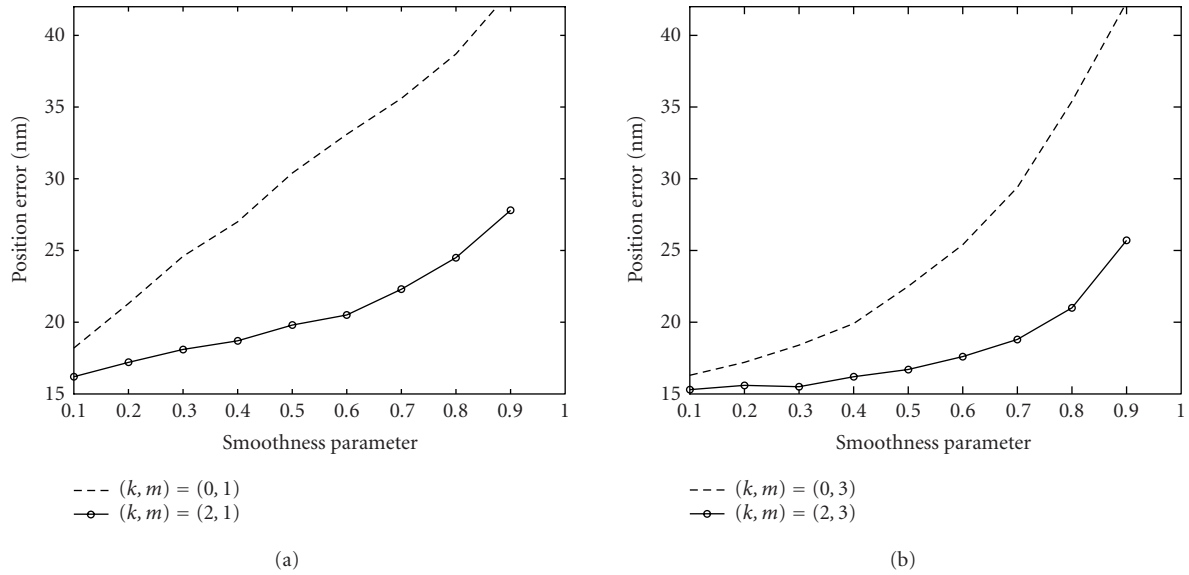 Position error (nm)
40
35
30
25
20
15
0.1 0.2 0.3 0.4 0.5 0.6 0.7 0.8 0.9 1
Smoothness parameter
(k, m) = (0, 1)
(k, m) = (2, 1)
(a)
Position error (nm)
40
35
30
25
20
15
0.1 0.2 0.3 0.4 0.5 0.6 0.7 0.8 0.9 1
Smoothness parameter
(k, m) = (0, 3)
(k, m) = (2, 3)
(b)